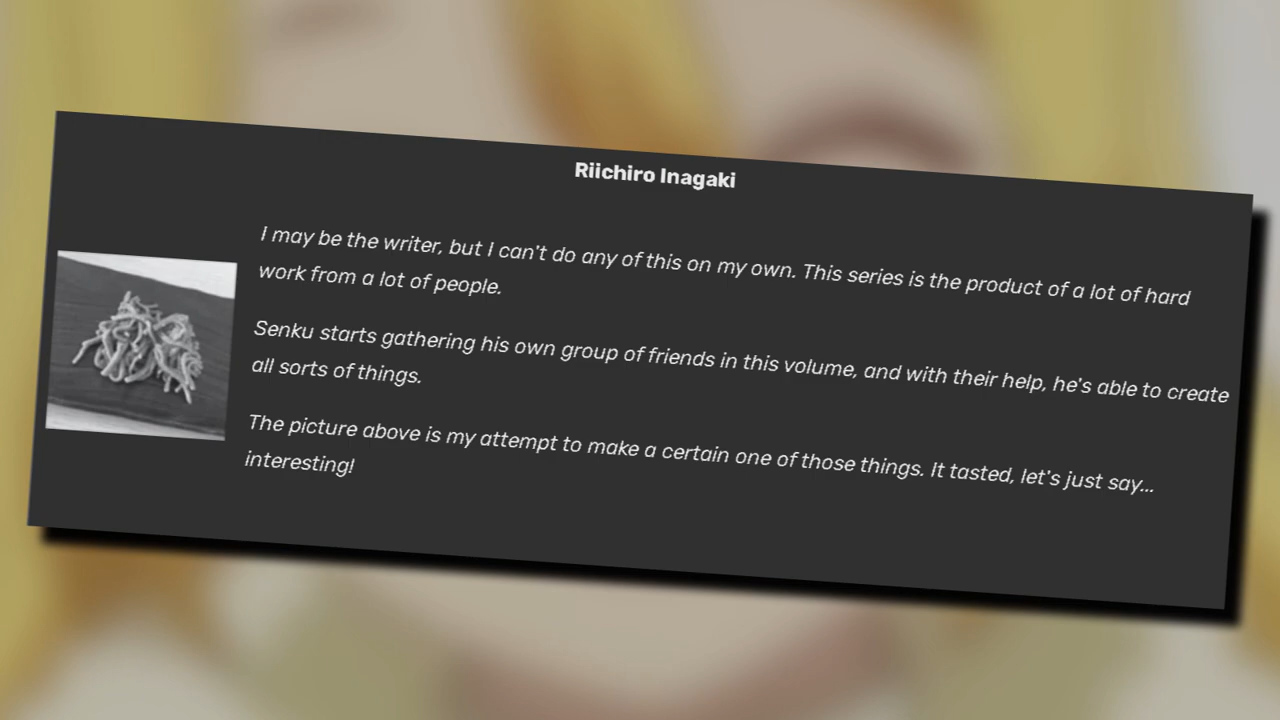 Riichiro Inagaki
I may be the writer, but I can't do any of this on my own. This series is the product of a lot of hard
work from a lot of people.
Senku starts gathering his own group of friends in this volume, and with their help, he's able to create
all sorts of things.
The picture above is my attempt to make a certain one of those things. It tasted, let's just say...
interesting!